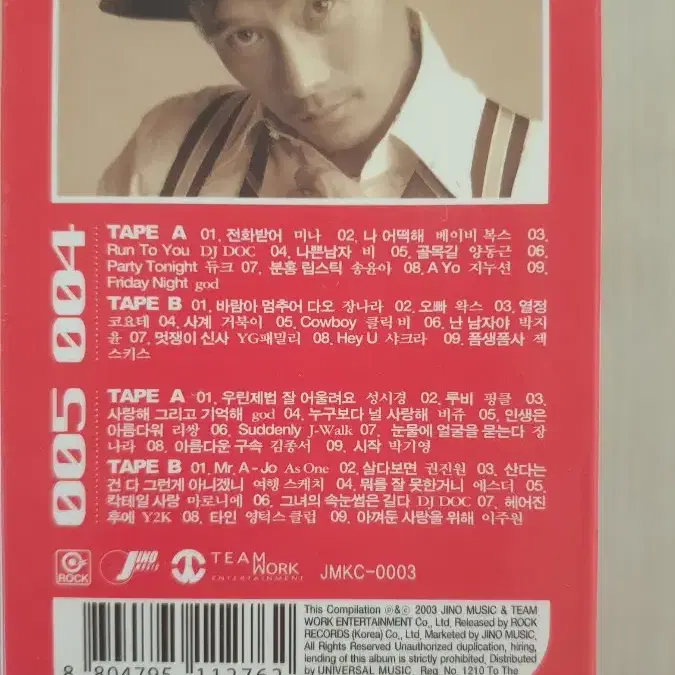 004
TAPE A 01. 전화받어 미나 02. 나 어떡해 베이비 복스 03.
Run To You DJ DOC 04. 나쁜남자 비 05. 골목길 양동근 06.
Party Tonight 듀크 07. 분홍 립스틱 송윤아 08. A Yo 지누션 09.
Friday Night god
TAPE B 01. 바람아 멈추어 다오 장나라 02. 오빠 왁스 03. 열정
코요테 04. 사계 거북이 05. Cowboy 클릭 비 06. 난 남자야 박지
윤 07. 멋쟁이 신사 YG패밀리 08. Hey U 샤크라 09. 폼생폼사 젝
스키스
005
TAPE A 01. 우린제법 잘 어울려요 성시경 02. 루비 핑클 03.
사랑해 그리고 기억해 god 04. 누구보다 널 사랑해 비쥬 05. 인생은
아름다워 리쌍 06. Suddenly J-Walk 07. 눈물에 얼굴을 묻는다 장
나라 08. 아름다운 구속 김종서 09. 시작 박기영
TAPE B 01. Mr. A-Jo As One 02. 살다보면 권진원 03. 산다는
건 다 그런게 아니겠니 여행 스케치 04. 뭐를 잘 못한거니 에스더 05.
칵테일 사랑 마로니에 06. 그녀의 속눈썹은 길다 DJ DOC 07. 헤어진
후에 Y2K 08. 타인 영턱스 클럽 09. 아껴둔 사랑을 위해 이주원
ROCK
JINO MUSIC
TEAM WORK
ENTERTAINMENT
JMKC-0003
This Compilation ℗&© 2003 JINO MUSIC & TEAM
WORK ENTERTAINMENT Co., Ltd. Released by ROCK
RECORDS (Korea) Co., Ltd. Marketed by JINO MUSIC.
All Rights Reserved Unauthorized duplication, hiring,
lending of this album is strictly prohibited. Distributed
by UNIVERSAL MUSIC. Reg. No. 1210 To The
8 804795 112762